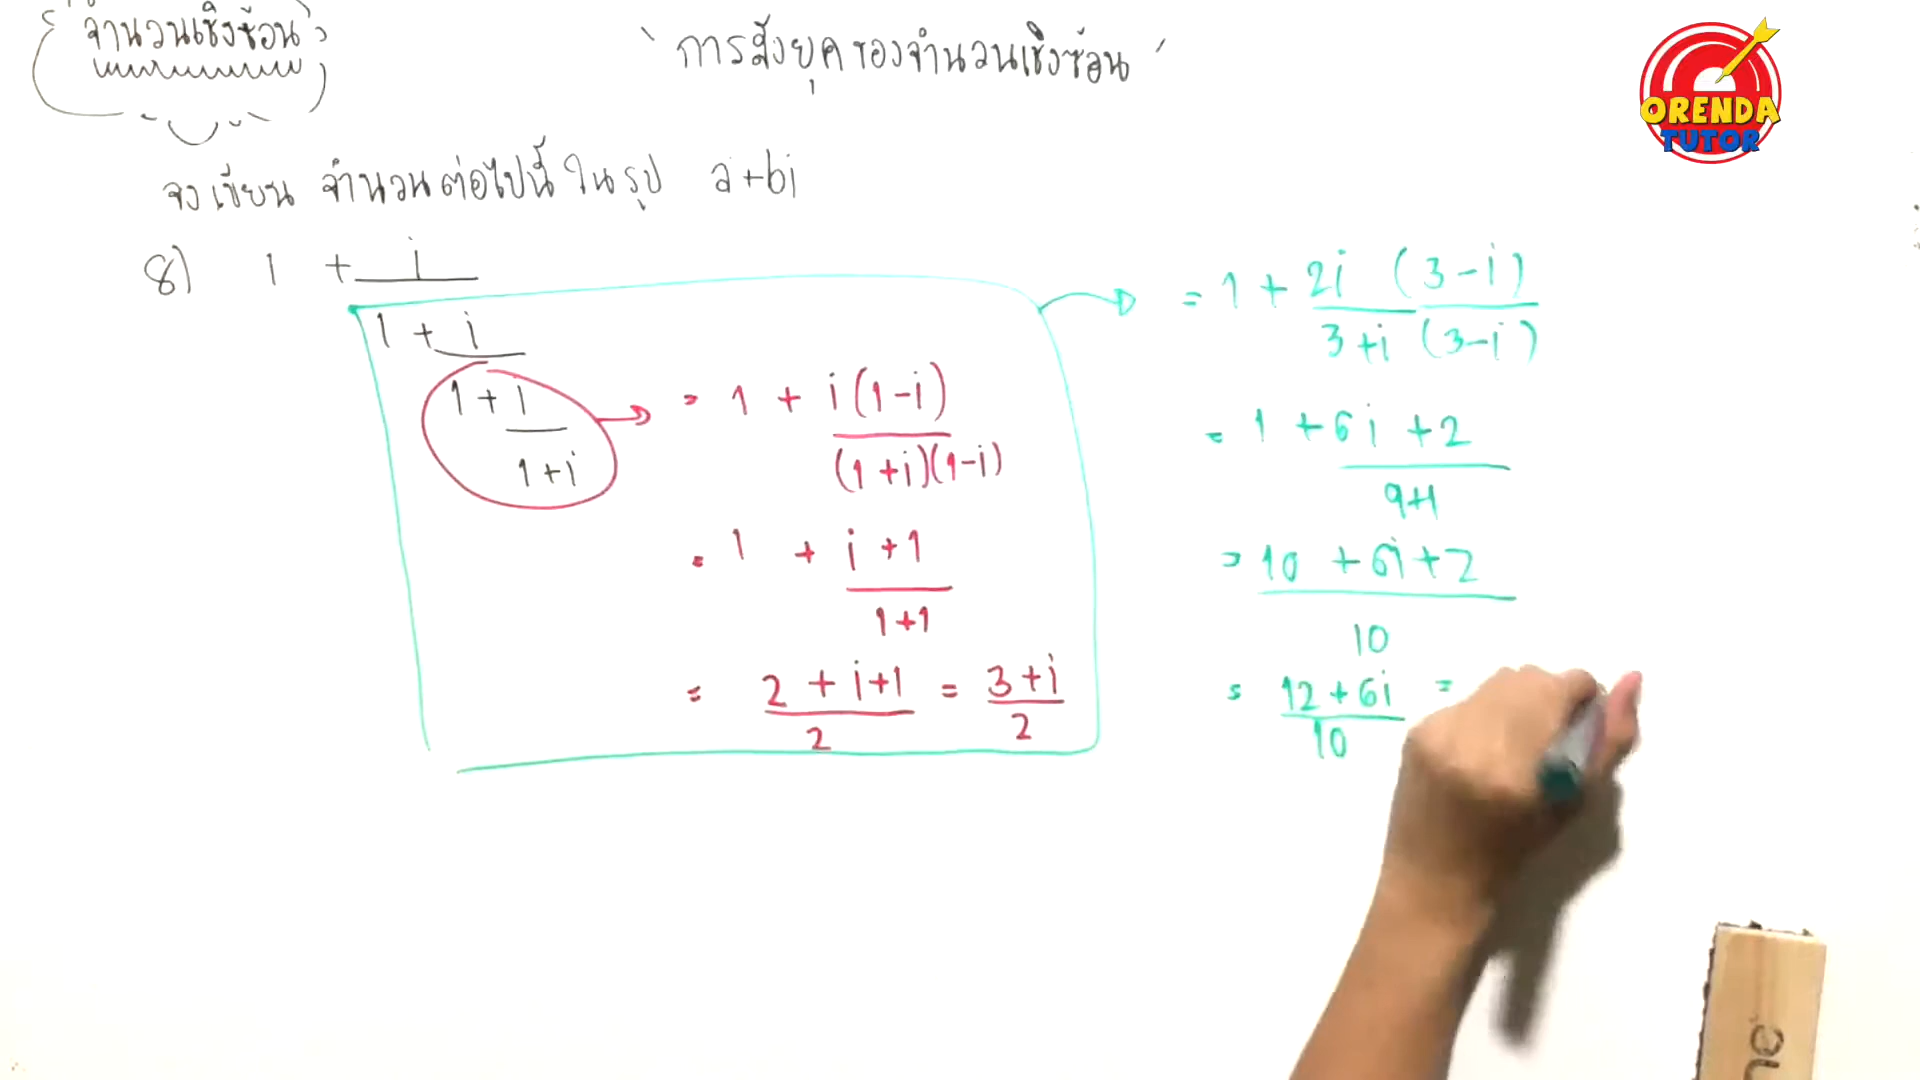 จำนวนเชิงซ้อน
" การสังยุคของจำนวนเชิงซ้อน "
ORENDA
TUTOR
จงเขียน จำนวนต่อไปนี้ ในรูป a+bi
8) 1 + i
1 + i
1 + i
1+i
= 1 + i(1-i)
(1+i)(1-i)
= 1 + i +1
1+1
= 2 + i+1 = 3+i
2 2
= 1 + 2i (3-i)
3+i (3-i)
= 1 + 6i + 2
9+1
= 10 + 6i + 2
10
= 12 + 6i =
10